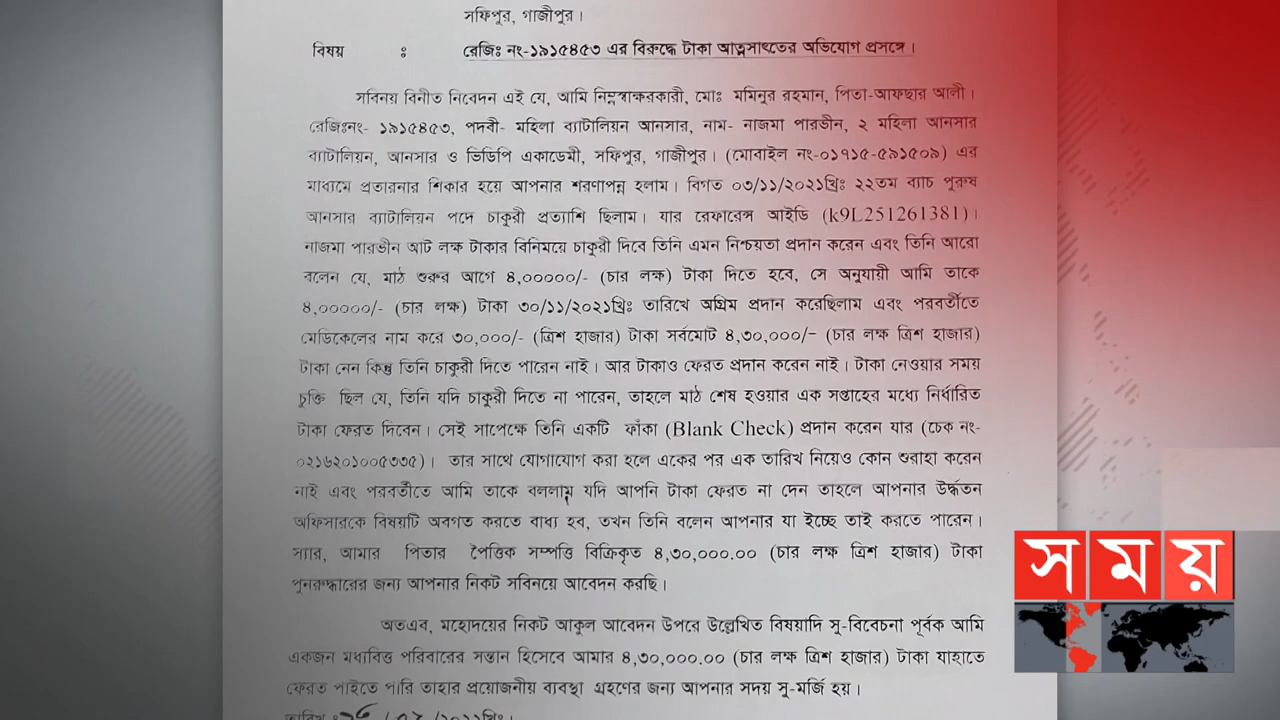 সফিপুর, গাজীপুর।
বিষয় : রেজিঃ নং-১৯১৫৪৫৩ এর বিরুদ্ধে টাকা আত্নসাৎতের অভিযোগ প্রসঙ্গে।
সবিনয় বিনীত নিবেদন এই যে, আমি নিম্নস্বাক্ষরকারী, মোঃ মমিনুর রহমান, পিতা-আফছার আলী।
রেজিঃনং- ১৯১৫৪৫৩, পদবী- মহিলা ব্যাটালিয়ন আনসার, নাম- নাজমা পারভীন, ২ মহিলা আনসার
ব্যাটালিয়ন, আনসার ও ভিডিপি একাডেমী, সফিপুর, গাজীপুর। (মোবাইল নং-০১৭১৫-৫৯১৫০৯) এর
মাধ্যমে প্রতারনার শিকার হয়ে আপনার শরণাপন্ন হলাম। বিগত ০৩/১১/২০২১খ্রিঃ ২২তম ব্যাচ পুরুষ
আনসার ব্যাটালিয়ন পদে চাকুরী প্রত্যাশি ছিলাম। যার রেফারেন্স আইডি (k9L251261381)।
নাজমা পারভীন আট লক্ষ টাকার বিনিময়ে চাকুরী দিবে তিনি এমন নিশ্চয়তা প্রদান করেন এবং তিনি আরো
বলেন যে, মাঠ শুরুর আগে ৪,০০০০০/- (চার লক্ষ) টাকা দিতে হবে, সে অনুযায়ী আমি তাকে
৪,০০০০০/- (চার লক্ষ) টাকা ৩০/১১/২০২১খ্রিঃ তারিখে অগ্রিম প্রদান করেছিলাম এবং পরবর্তীতে
মেডিকেলের নাম করে ৩০,০০০/- (ত্রিশ হাজার) টাকা সর্বমোট ৪,৩০,০০০/- (চার লক্ষ ত্রিশ হাজার)
টাকা নেন কিন্তু তিনি চাকুরী দিতে পারেন নাই। আর টাকাও ফেরত প্রদান করেন নাই। টাকা নেওয়ার সময়
চুক্তি ছিল যে, তিনি যদি চাকুরী দিতে না পারেন, তাহলে মাঠ শেষ হওয়ার এক সপ্তাহের মধ্যে নির্ধারিত
টাকা ফেরত দিবেন। সেই সাপেক্ষে তিনি একটি ফাঁকা (Blank Check) প্রদান করেন যার (চেক নং-
০২১৬২০১০০৫৩৩৫)। তার সাথে যোগাযোগ করা হলে একের পর এক তারিখ নিয়েও কোন শুরাহা করেন
নাই এবং পরবর্তীতে আমি তাকে বললাম যদি আপনি টাকা ফেরত না দেন তাহলে আপনার উর্দ্ধতন
অফিসারকে বিষয়টি অবগত করতে বাধ্য হব, তখন তিনি বলেন আপনার যা ইচ্ছে তাই করতে পারেন।
স্যার, আমার পিতার পৈত্তিক সম্পত্তি বিক্রিকৃত ৪,৩০,০০০.০০ (চার লক্ষ ত্রিশ হাজার) টাকা
পুনরুদ্ধারের জন্য আপনার নিকট সবিনয়ে আবেদন করছি।
অতএব, মহোদয়ের নিকট আকুল আবেদন উপরে উল্লেখিত বিষয়াদি সু-বিবেচনা পূর্বক আমি
একজন মধ্যবিত্ত পরিবারের সন্তান হিসেবে আমার ৪,৩০,০০০.০০ (চার লক্ষ ত্রিশ হাজার) টাকা যাহাতে
ফেরত পাইতে পারি তাহার প্রয়োজনীয় ব্যবস্থা গ্রহণের জন্য আপনার সদয় সু-মর্জি হয়।
সময়